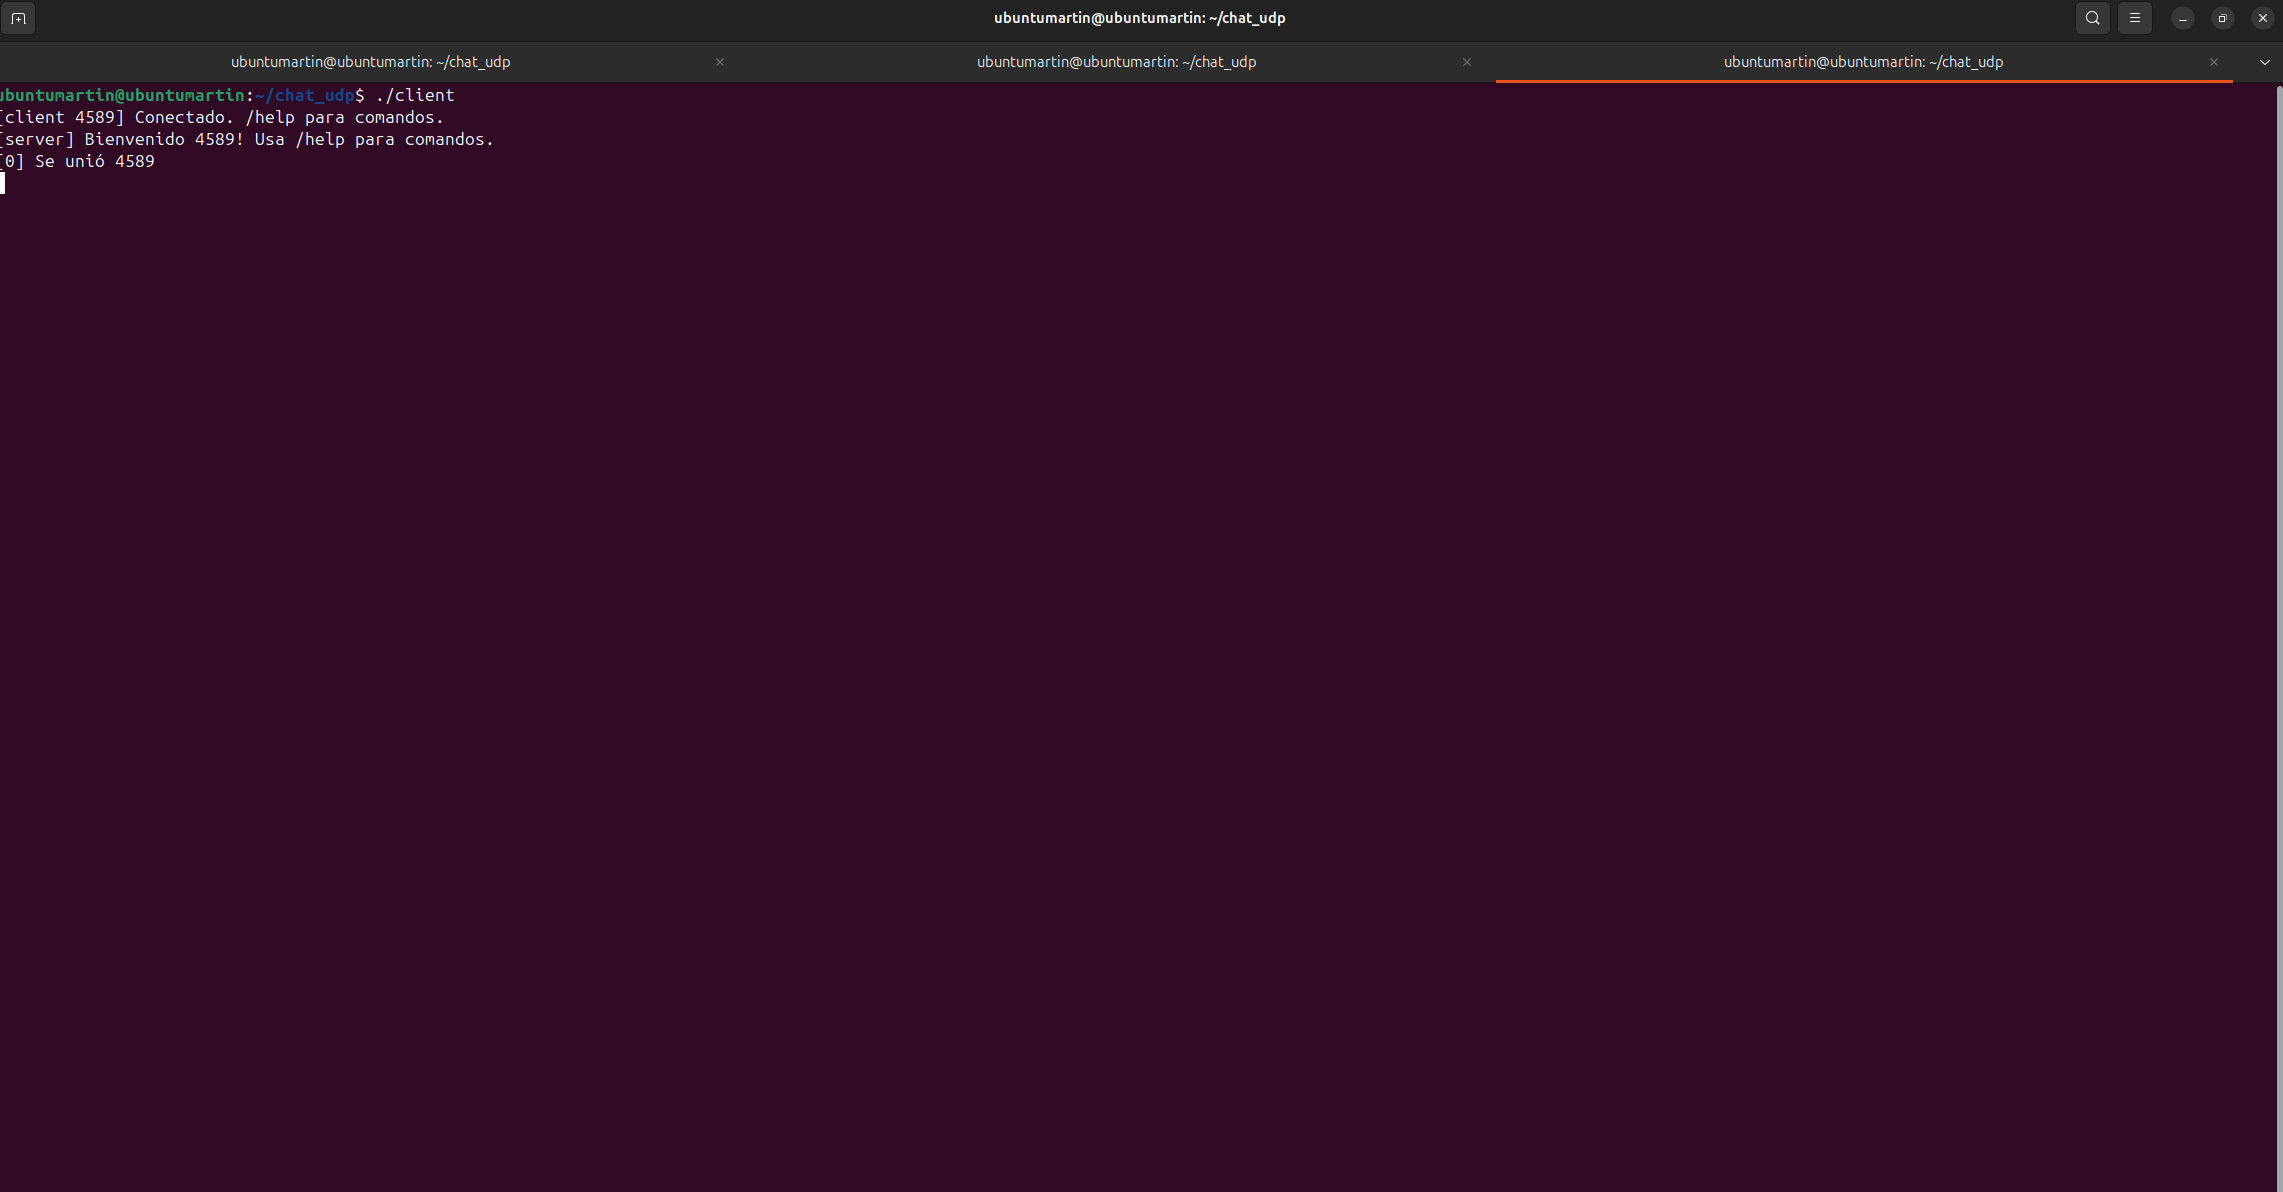 ubuntumartin@ubuntumartin: ~/chat_udp
ubuntumartin@ubuntumartin: ~/chat_udp
ubuntumartin@ubuntumartin: ~/chat_udp
ubuntumartin@ubuntumartin: ~/chat_udp
ubuntumartin@ubuntumartin:~/chat_udp$ ./client
[client 4589] Conectado. /help para comandos.
[server] Bienvenido 4589! Usa /help para comandos.
[0] Se unió 4589